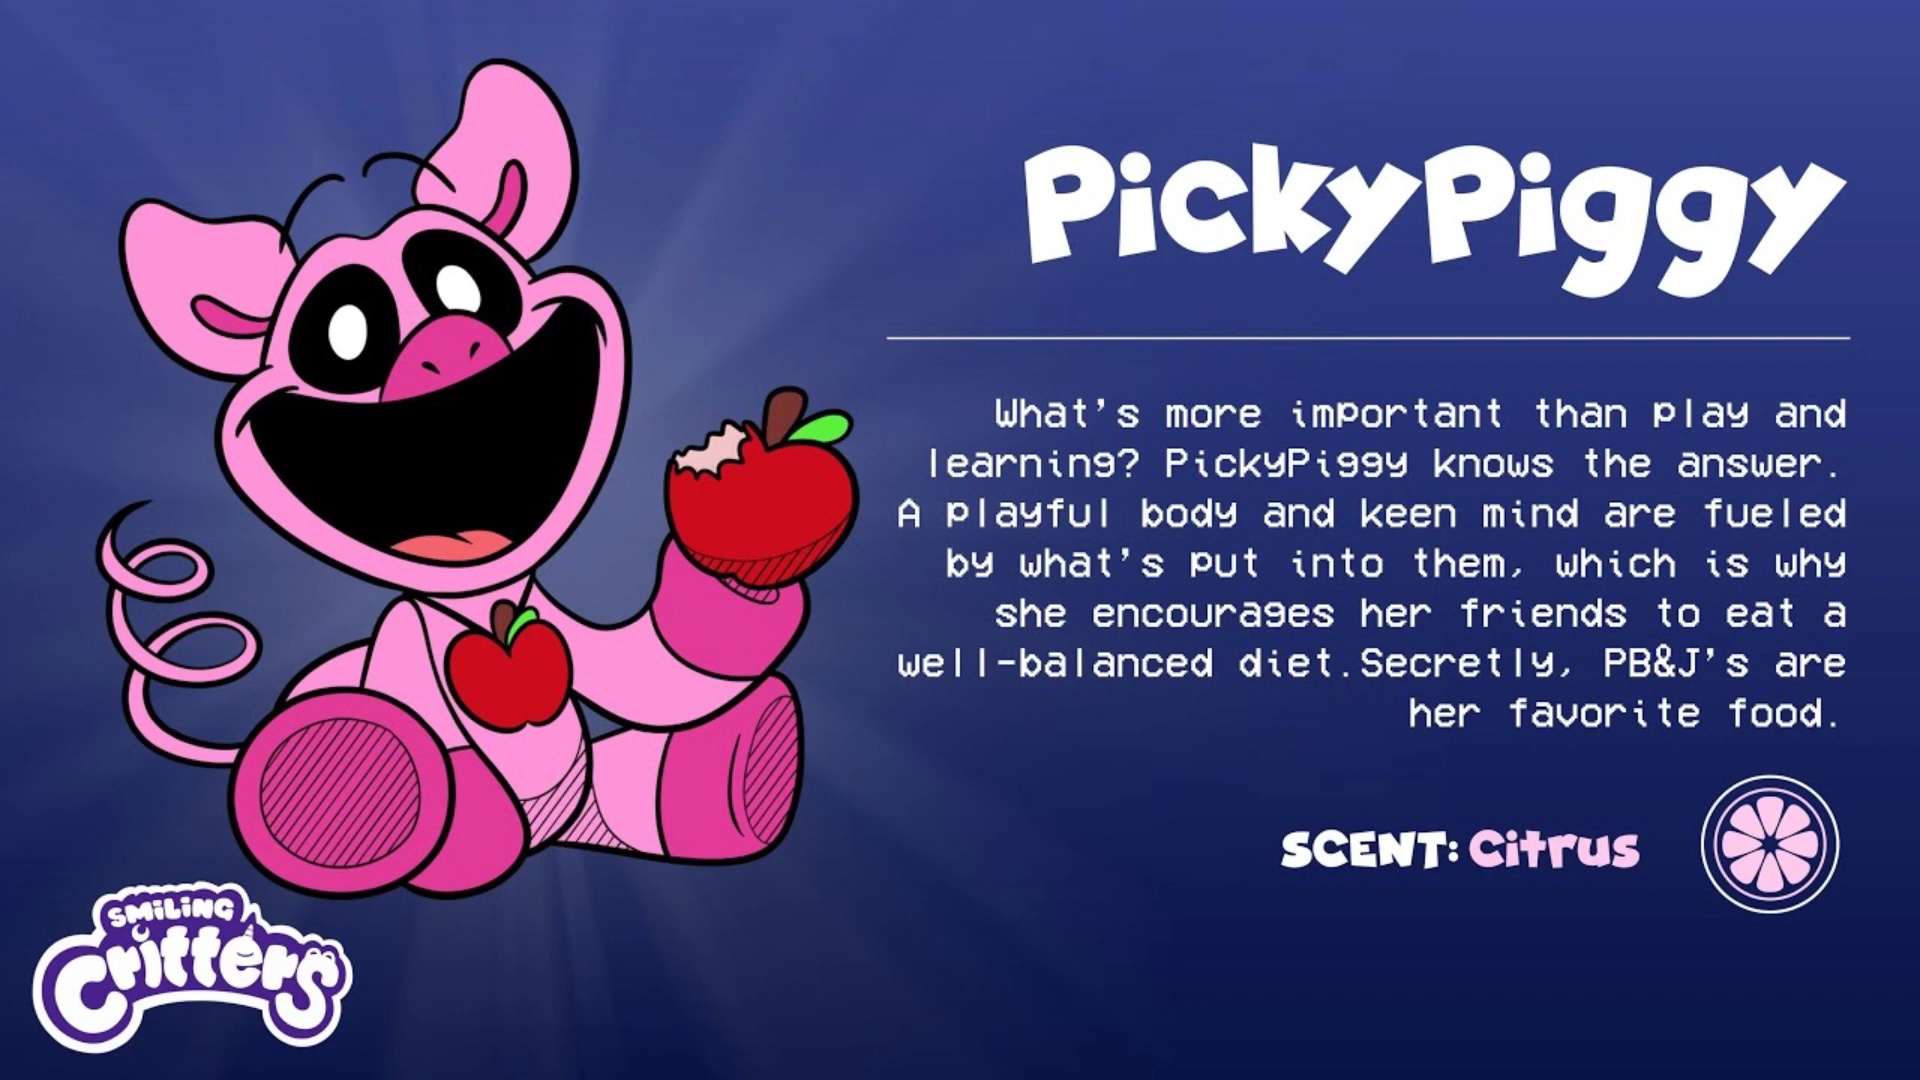 PickyPiggy
What's more important than play and
learning? PickyPiggy knows the answer.
A playful body and keen mind are fueled
by what's put into them, which is why
she encourages her friends to eat a
well-balanced diet.Secretly, PB&J's are
her favorite food.
SCENT: Citrus
SMiLiNG
Critters